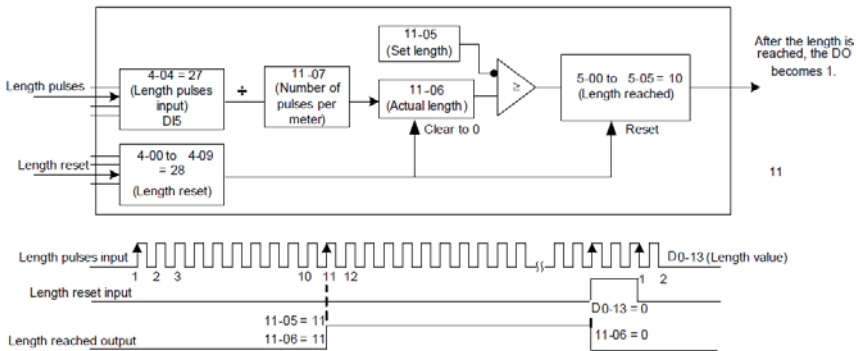 11-05
(Set length)
After the length is
reached, the DO
becomes 1.
Length pulses
4-04 = 27
(Length pulses
input)
DI5
÷
11-07
(Number of
pulses per
meter)
11-06
(Actual length)
≥
5-00 to 5-05 = 10
(Length reached)
Clear to 0
Reset
Length reset
4-00 to 4-09
= 28
(Length reset)
11
Length pulses input
1 2 3 10 11 12 1 2
D0-13 (Length value)
Length reset input
D0-13 = 0
11-05 = 11
Length reached output
11-06 = 11
11-06 = 0